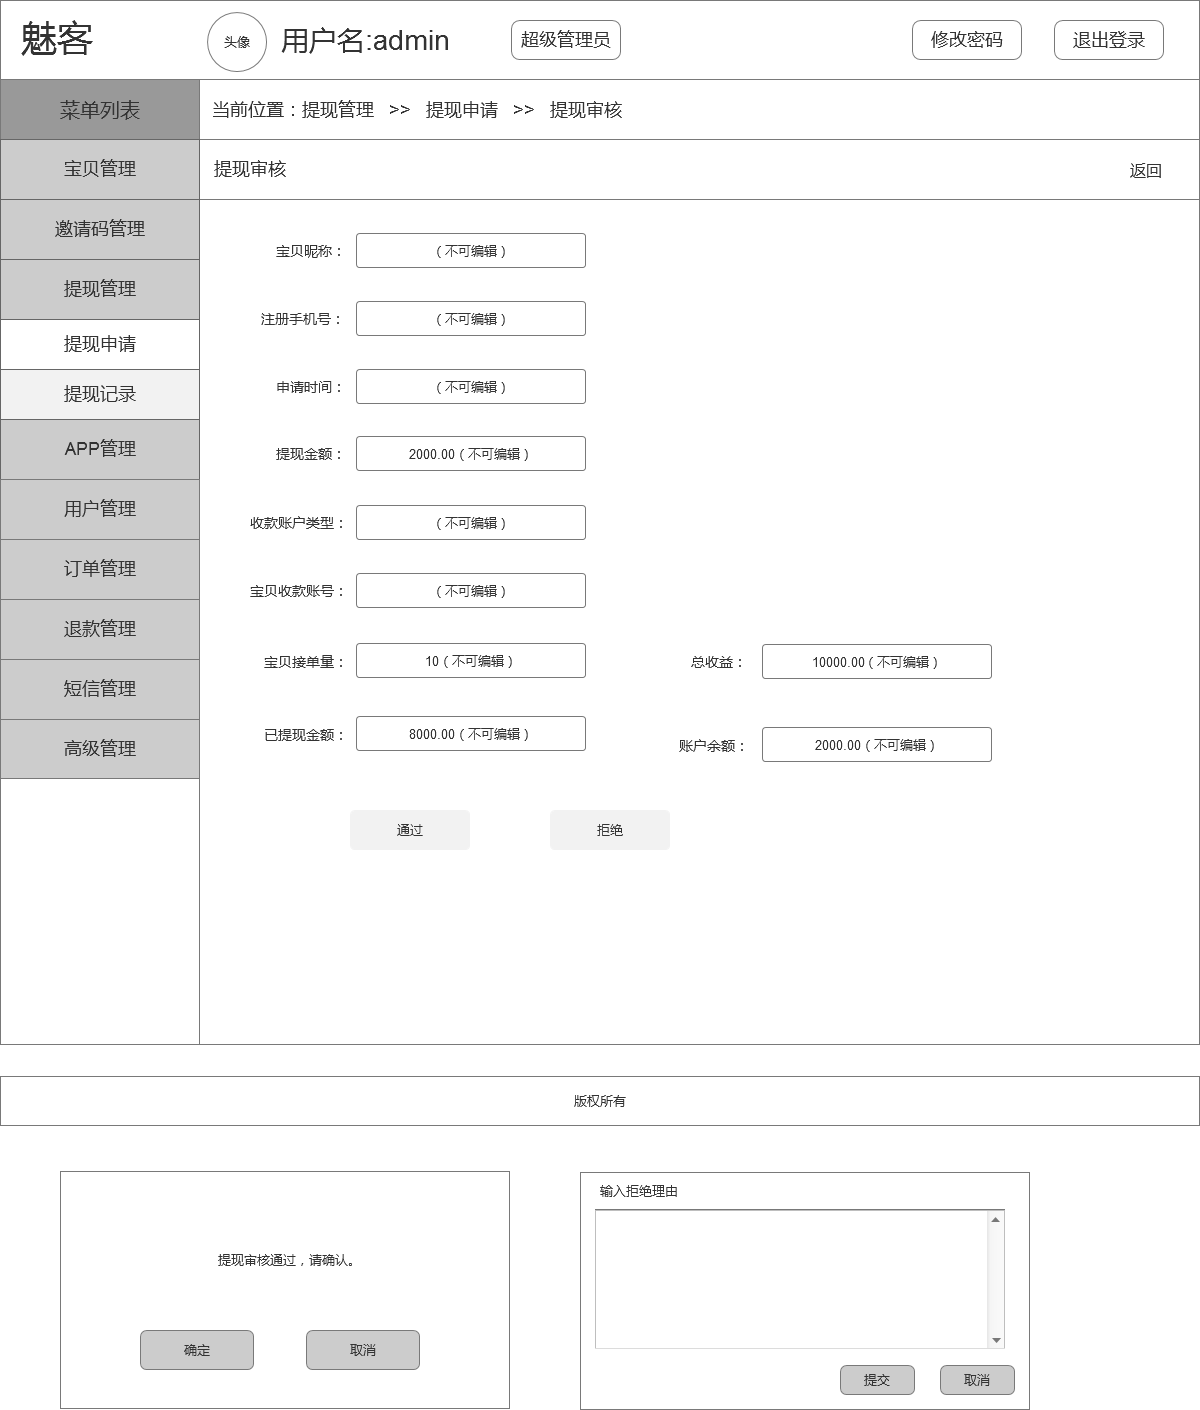 魅客
头像
用户名:admin
超级管理员
修改密码
退出登录
菜单列表
宝贝管理
邀请码管理
提现管理
提现申请
提现记录
APP管理
用户管理
订单管理
退款管理
短信管理
高级管理
当前位置：提现管理 >> 提现申请 >> 提现审核
提现审核
返回
宝贝昵称：
（不可编辑）
注册手机号：
（不可编辑）
申请时间：
（不可编辑）
提现金额：
2000.00（不可编辑）
收款账户类型：
（不可编辑）
宝贝收款账号：
（不可编辑）
宝贝接单量：
10（不可编辑）
总收益：
10000.00（不可编辑）
已提现金额：
8000.00（不可编辑）
账户余额：
2000.00（不可编辑）
通过
拒绝
版权所有
提现审核通过，请确认。
确定
取消
输入拒绝理由
提交
取消